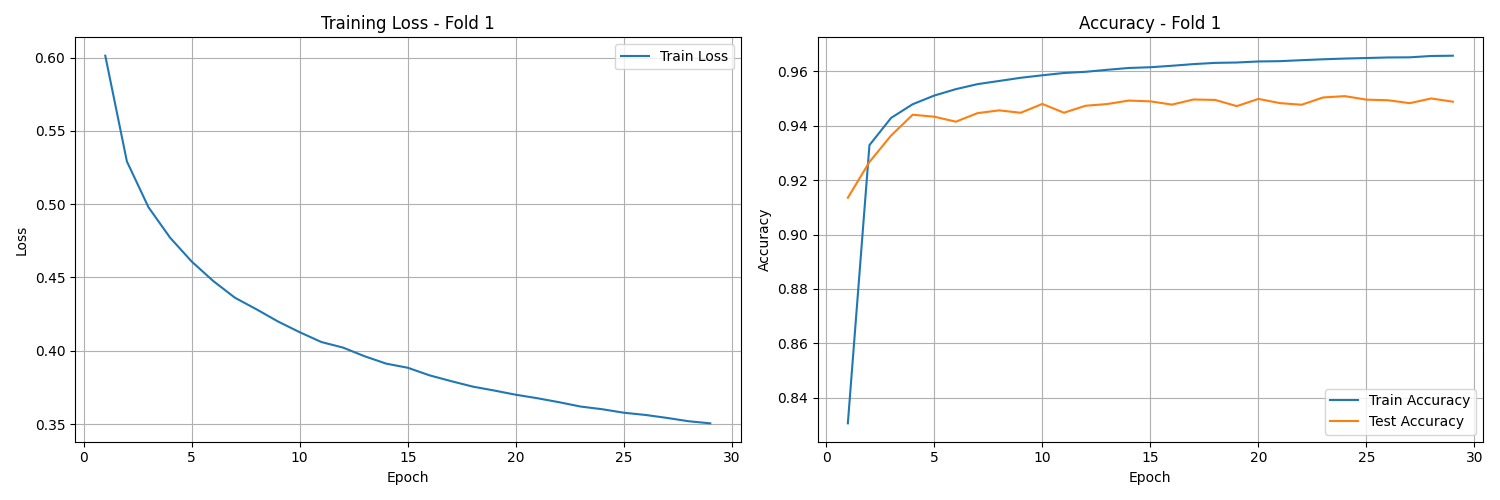 Training Loss - Fold 1
Train Loss
0.60
0.55
0.50
0.45
0.40
0.35
Loss
0 5 10 15 20 25 30
Epoch
Accuracy - Fold 1
0.96
0.94
0.92
0.90
0.88
0.86
0.84
Accuracy
Train Accuracy
Test Accuracy
0 5 10 15 20 25 30
Epoch